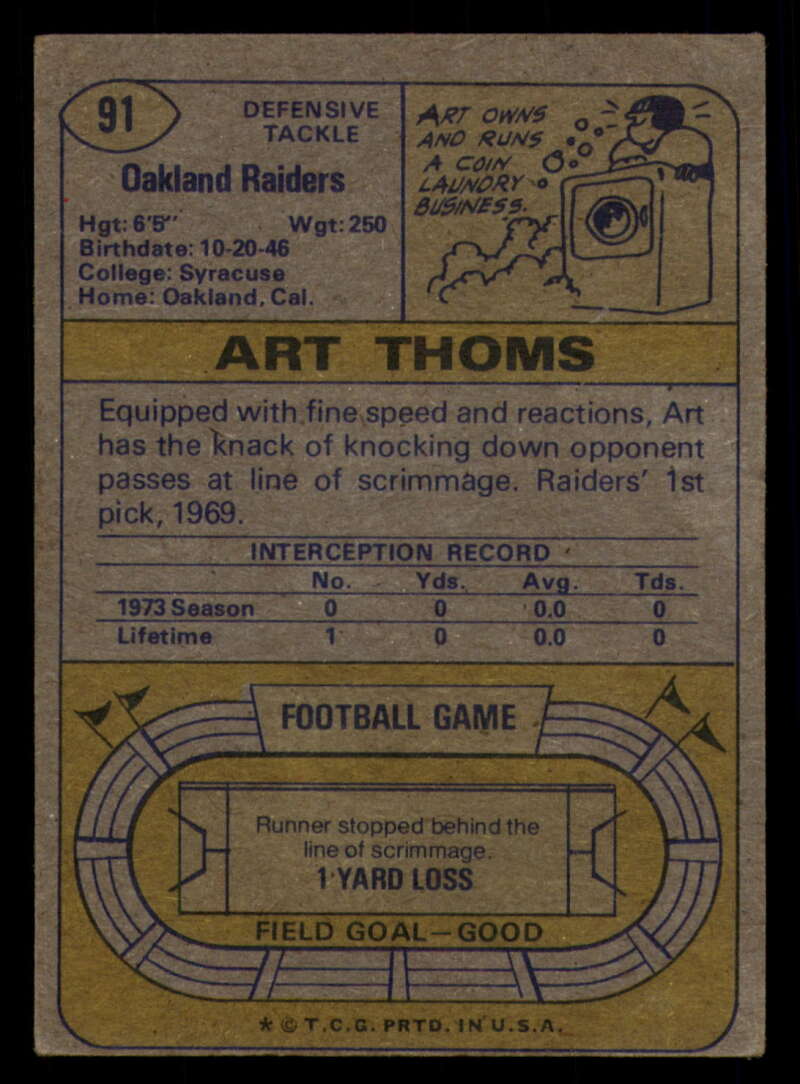 91
DEFENSIVE
TACKLE
Oakland Raiders
Hgt: 6'5" Wgt: 250
Birthdate: 10-20-46
College: Syracuse
Home: Oakland, Cal.
ART OWNS
AND RUNS
A COIN
LAUNDRY
BUSINESS.
ART THOMS
Equipped with fine speed and reactions, Art
has the knack of knocking down opponent
passes at line of scrimmage. Raiders' 1st
pick, 1969.
INTERCEPTION RECORD
No. Yds. Avg. Tds.
1973 Season 0 0 0.0 0
Lifetime 1 0 0.0 0
FOOTBALL GAME
Runner stopped behind the
line of scrimmage.
1 YARD LOSS
FIELD GOAL—GOOD
* © T.C.G. PRTD. IN U.S.A.